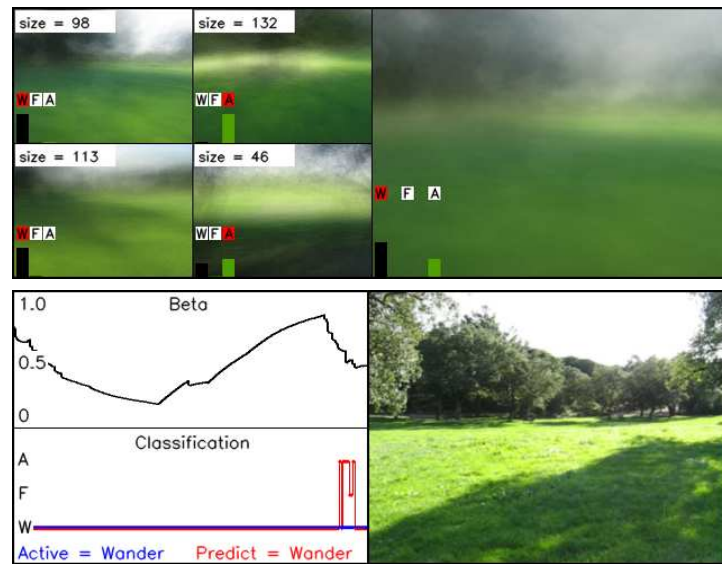 size = 98
W F A
size = 132
W F A
size = 113
W F A
size = 46
W F A
W F A
1.0
Beta
0.5
0
Classification
A
F
W
Active = Wander
Predict = Wander